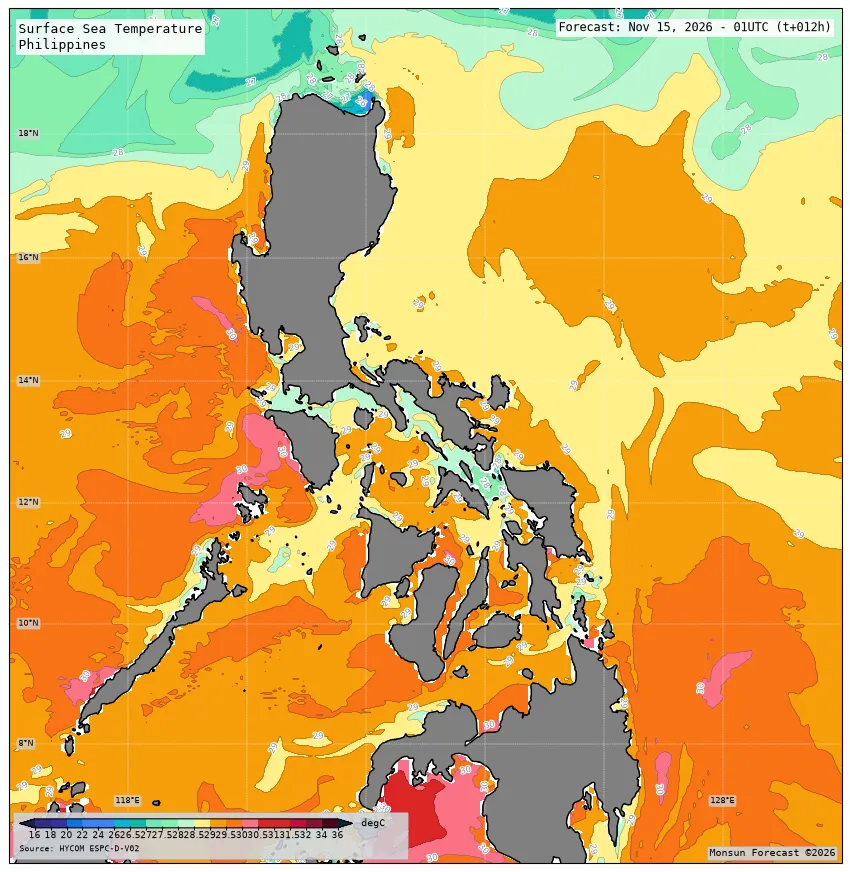 Surface Sea Temperature
Philippines
Forecast: Nov 15, 2026 - 01UTC (t+012h)
18°N
16°N
14°N
12°N
10°N
8°N
118°E
128°E
16 18 20 22 24 26 26.5 27 27.5 28 28.5 29 29.5 30 30.5 31 31.5 32 34 36 degC
Source: HYCOM ESPC-D-V02
Monsun Forecast ©2026